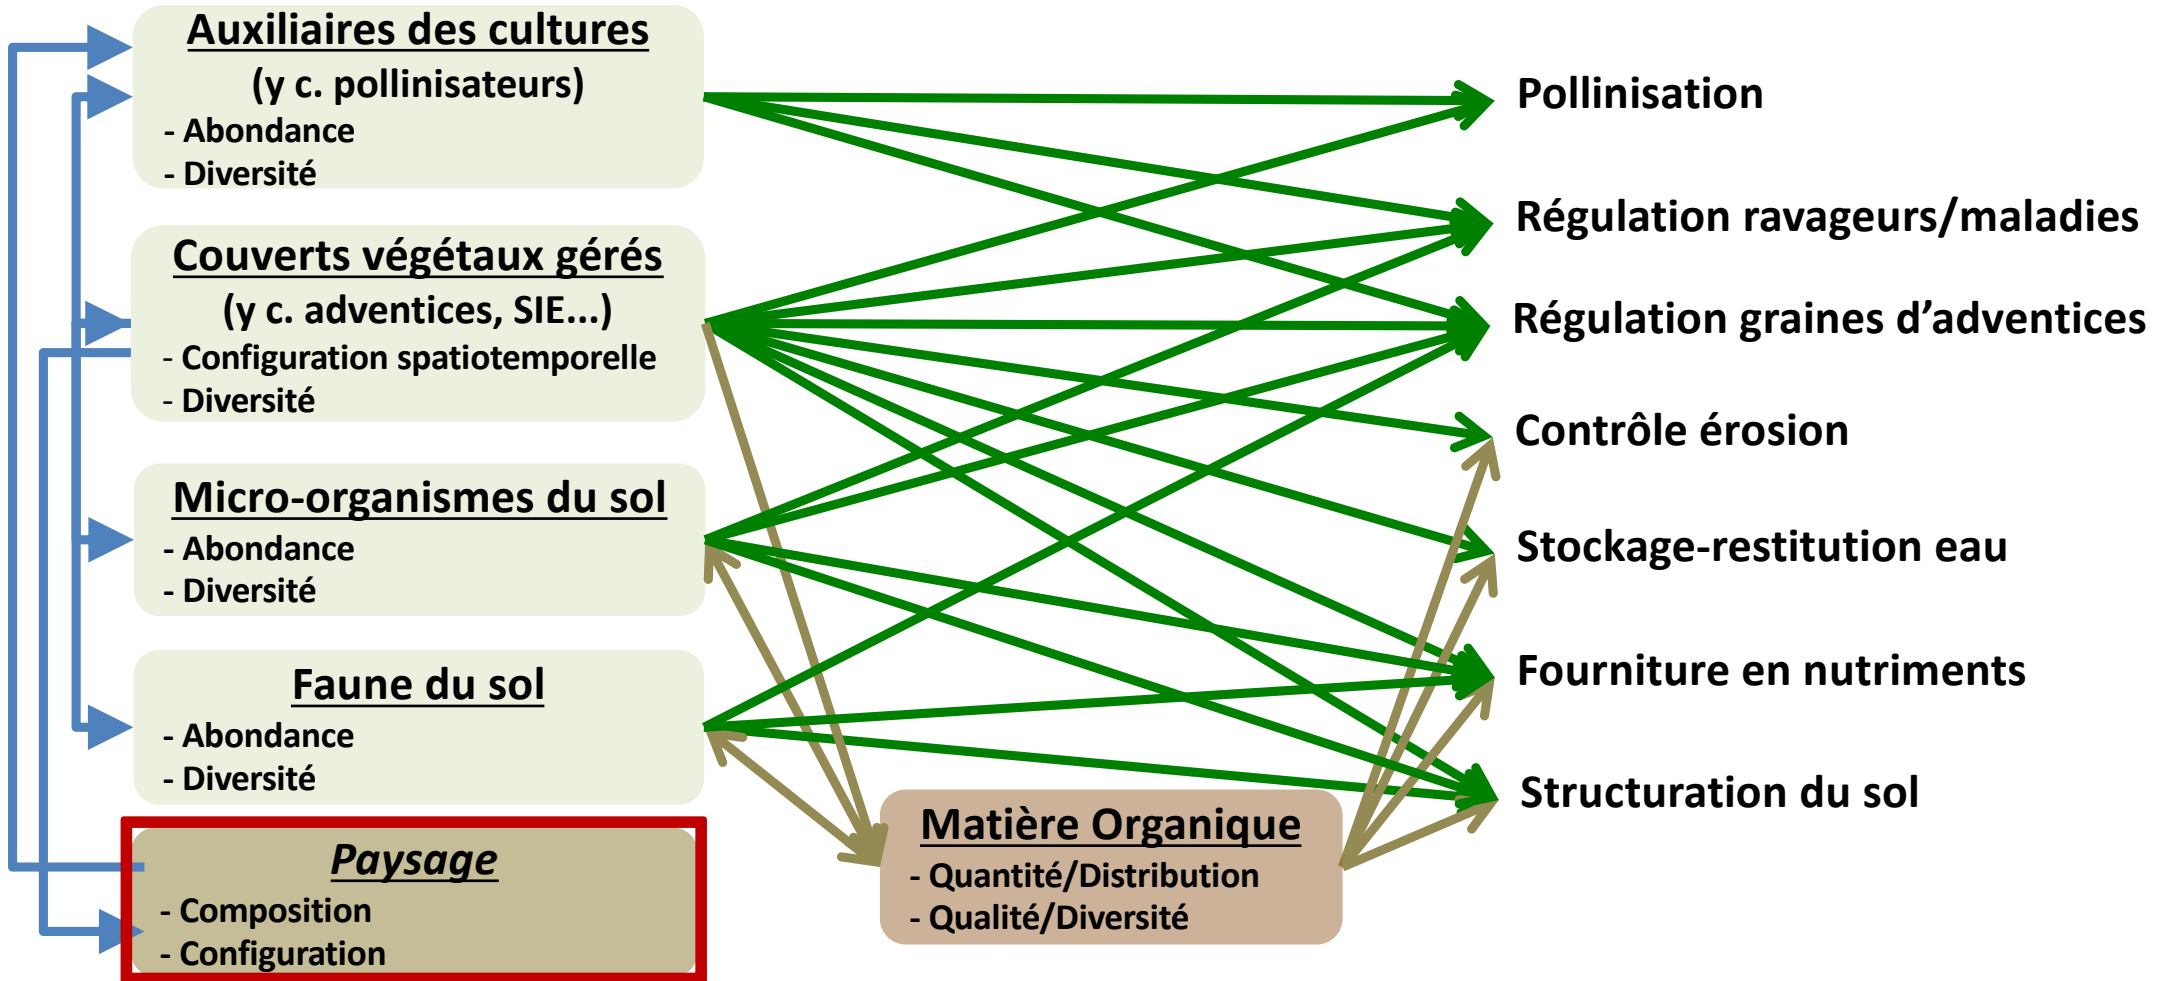 Auxiliaires des cultures
(y c. pollinisateurs)
- Abondance
- Diversité
Couverts végétaux gérés
(y c. adventices, SIE...)
- Configuration spatiotemporelle
- Diversité
Micro-organismes du sol
- Abondance
- Diversité
Faune du sol
- Abondance
- Diversité
Paysage
- Composition
- Configuration
Matière Organique
- Quantité/Distribution
- Qualité/Diversité
Pollinisation
Régulation ravageurs/maladies
Régulation graines d’adventices
Contrôle érosion
Stockage-restitution eau
Fourniture en nutriments
Structuration du sol